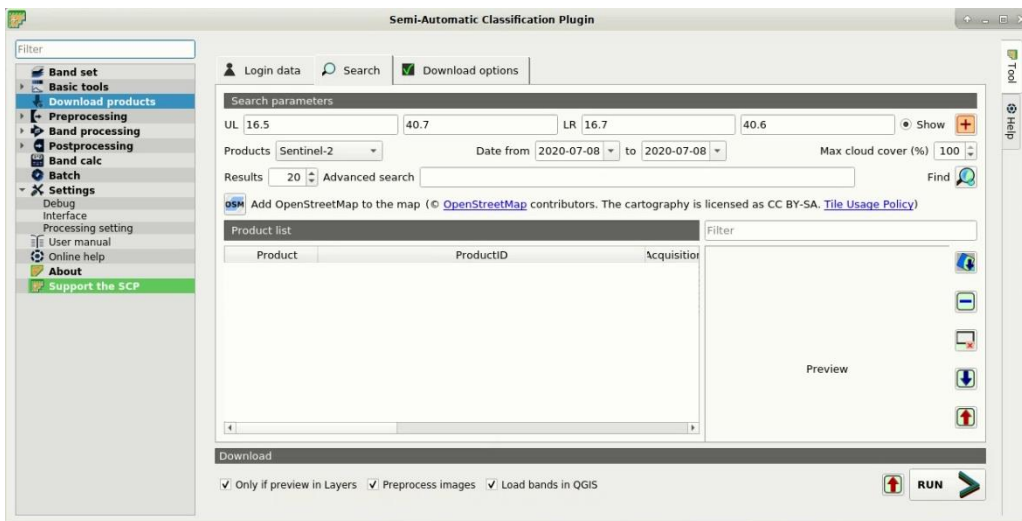 Semi-Automatic Classification Plugin
Filter
Band set
Basic tools
Download products
Preprocessing
Band processing
Postprocessing
Band calc
Batch
Settings
Debug
Interface
Processing setting
User manual
Online help
About
Support the SCP
Login data Search Download options
Search parameters
UL 16.5 40.7 LR 16.7 40.6 Show
Products Sentinel-2 Date from 2020-07-08 to 2020-07-08 Max cloud cover (%) 100
Results 20 Advanced search Find
OSM Add OpenStreetMap to the map (© OpenStreetMap contributors. The cartography is licensed as CC BY-SA. Tile Usage Policy)
Product list Filter
Product ProductID Acquisition
Preview
Download
Only if preview in Layers Preprocess images Load bands in QGIS RUN
Tool
Help